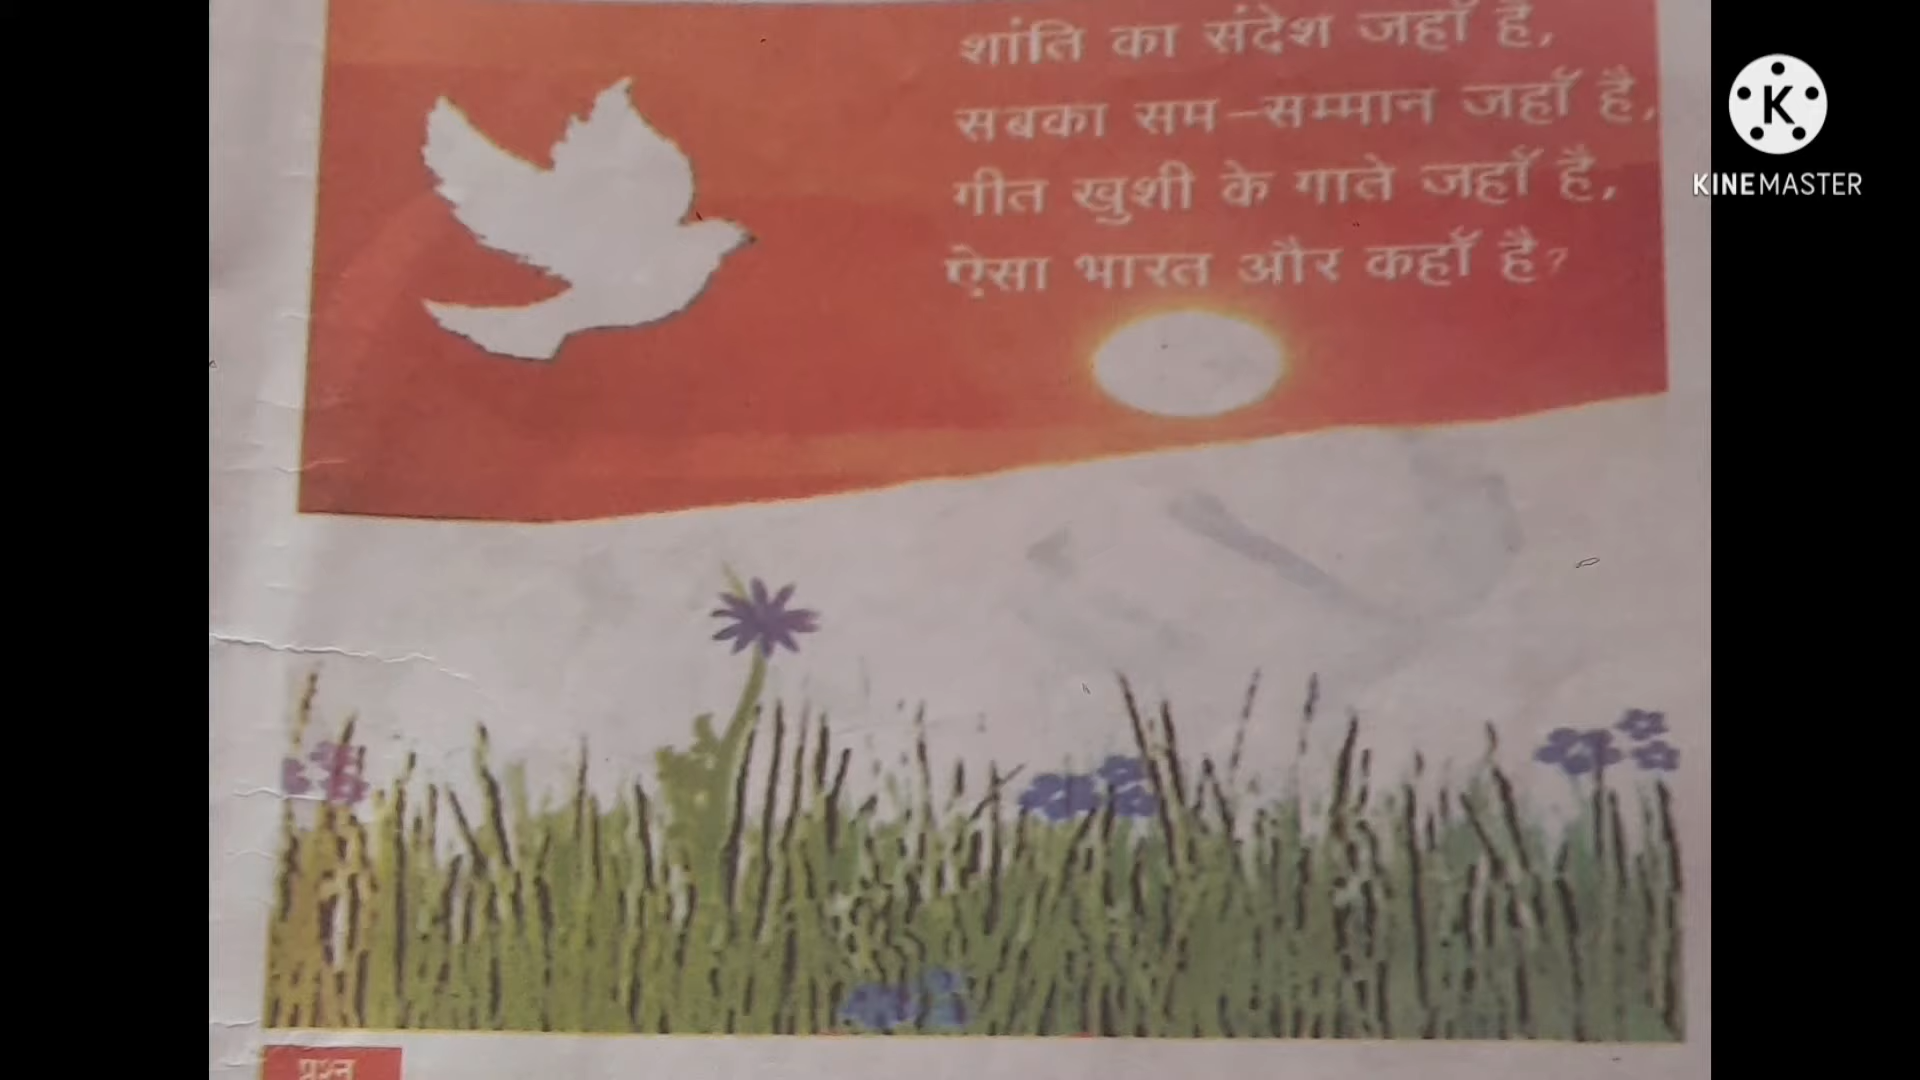 शांति का संदेश जहाँ है,
सबका सम–सम्मान जहाँ है,
गीत खुशी के गाते जहाँ है,
ऐसा भारत और कहाँ है?
K
KINEMASTER
प्रश्न